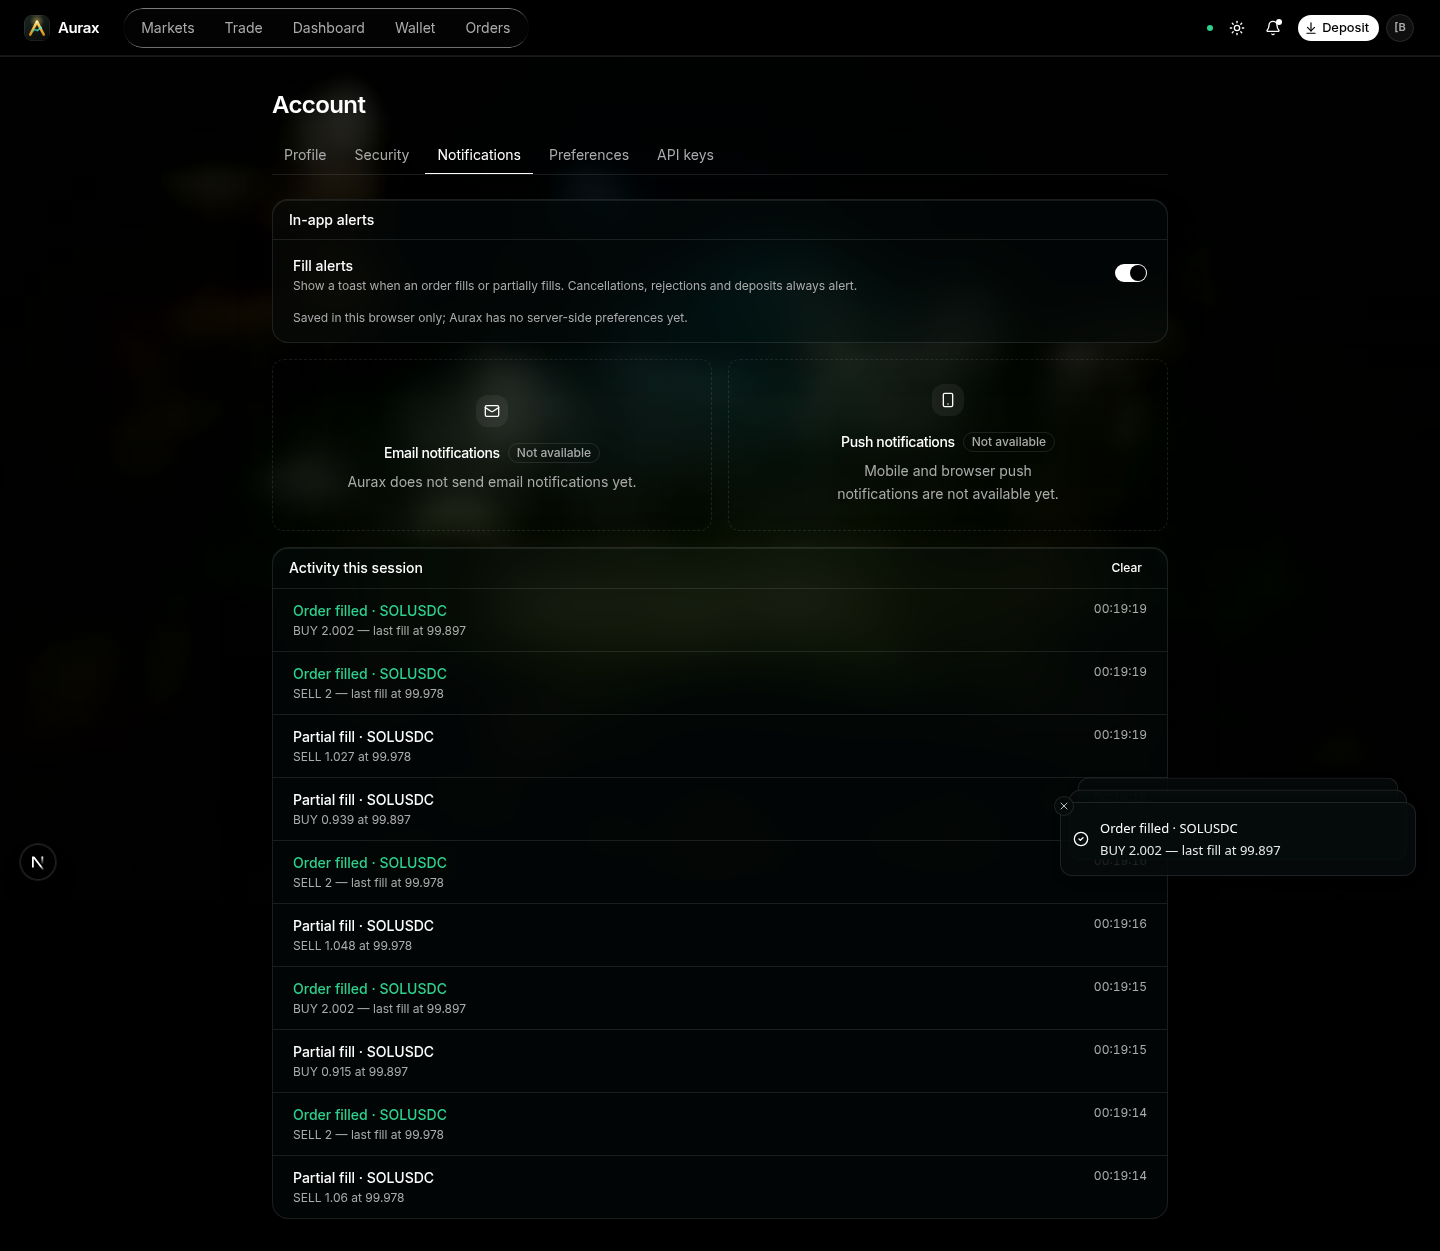 Aurax
Markets
Trade
Dashboard
Wallet
Orders
Deposit
[B
Account
Profile
Security
Notifications
Preferences
API keys
In-app alerts
Fill alerts
Show a toast when an order fills or partially fills. Cancellations, rejections and deposits always alert.
Saved in this browser only; Aurax has no server-side preferences yet.
Email notifications
Not available
Aurax does not send email notifications yet.
Push notifications
Not available
Mobile and browser push
notifications are not available yet.
Activity this session
Clear
Order filled · SOLUSDC
00:19:19
BUY 2.002 — last fill at 99.897
Order filled · SOLUSDC
00:19:19
SELL 2 — last fill at 99.978
Partial fill · SOLUSDC
00:19:19
SELL 1.027 at 99.978
Partial fill · SOLUSDC
BUY 0.939 at 99.897
Order filled · SOLUSDC
SELL 2 — last fill at 99.978
Order filled · SOLUSDC
BUY 2.002 — last fill at 99.897
Partial fill · SOLUSDC
00:19:16
SELL 1.048 at 99.978
Order filled · SOLUSDC
00:19:15
BUY 2.002 — last fill at 99.897
Partial fill · SOLUSDC
00:19:15
BUY 0.915 at 99.897
Order filled · SOLUSDC
00:19:14
SELL 2 — last fill at 99.978
Partial fill · SOLUSDC
00:19:14
SELL 1.06 at 99.978